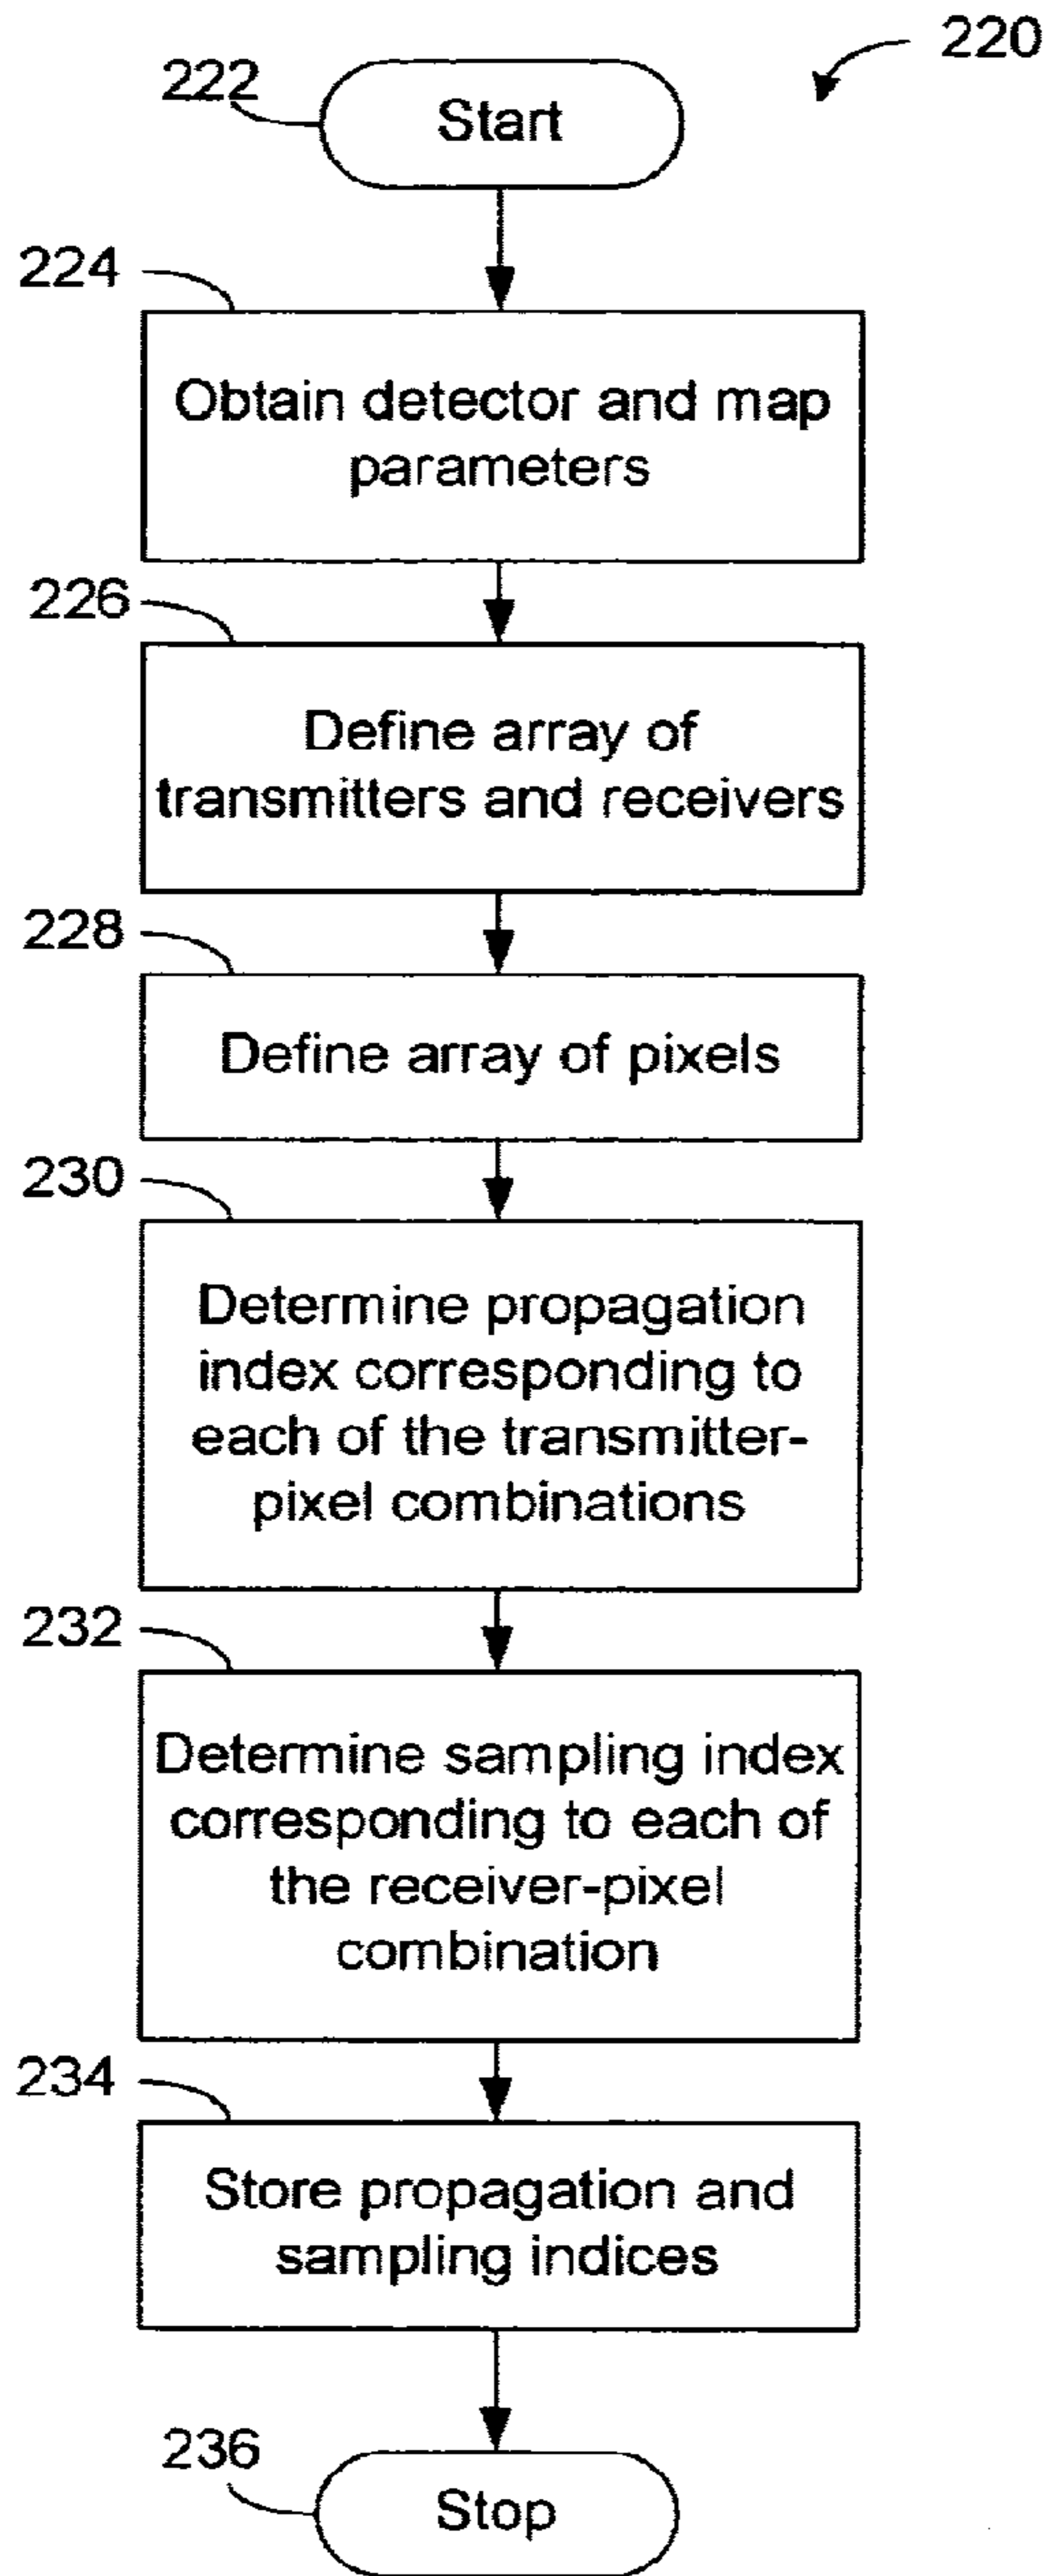 220
222
Start
224
Obtain detector and map
parameters
226
Define array of
transmitters and receivers
228
Define array of pixels
230
Determine propagation
index corresponding to
each of the transmitter-
pixel combinations
232
Determine sampling index
corresponding to each of
the receiver-pixel
combination
234
Store propagation and
sampling indices
236
Stop